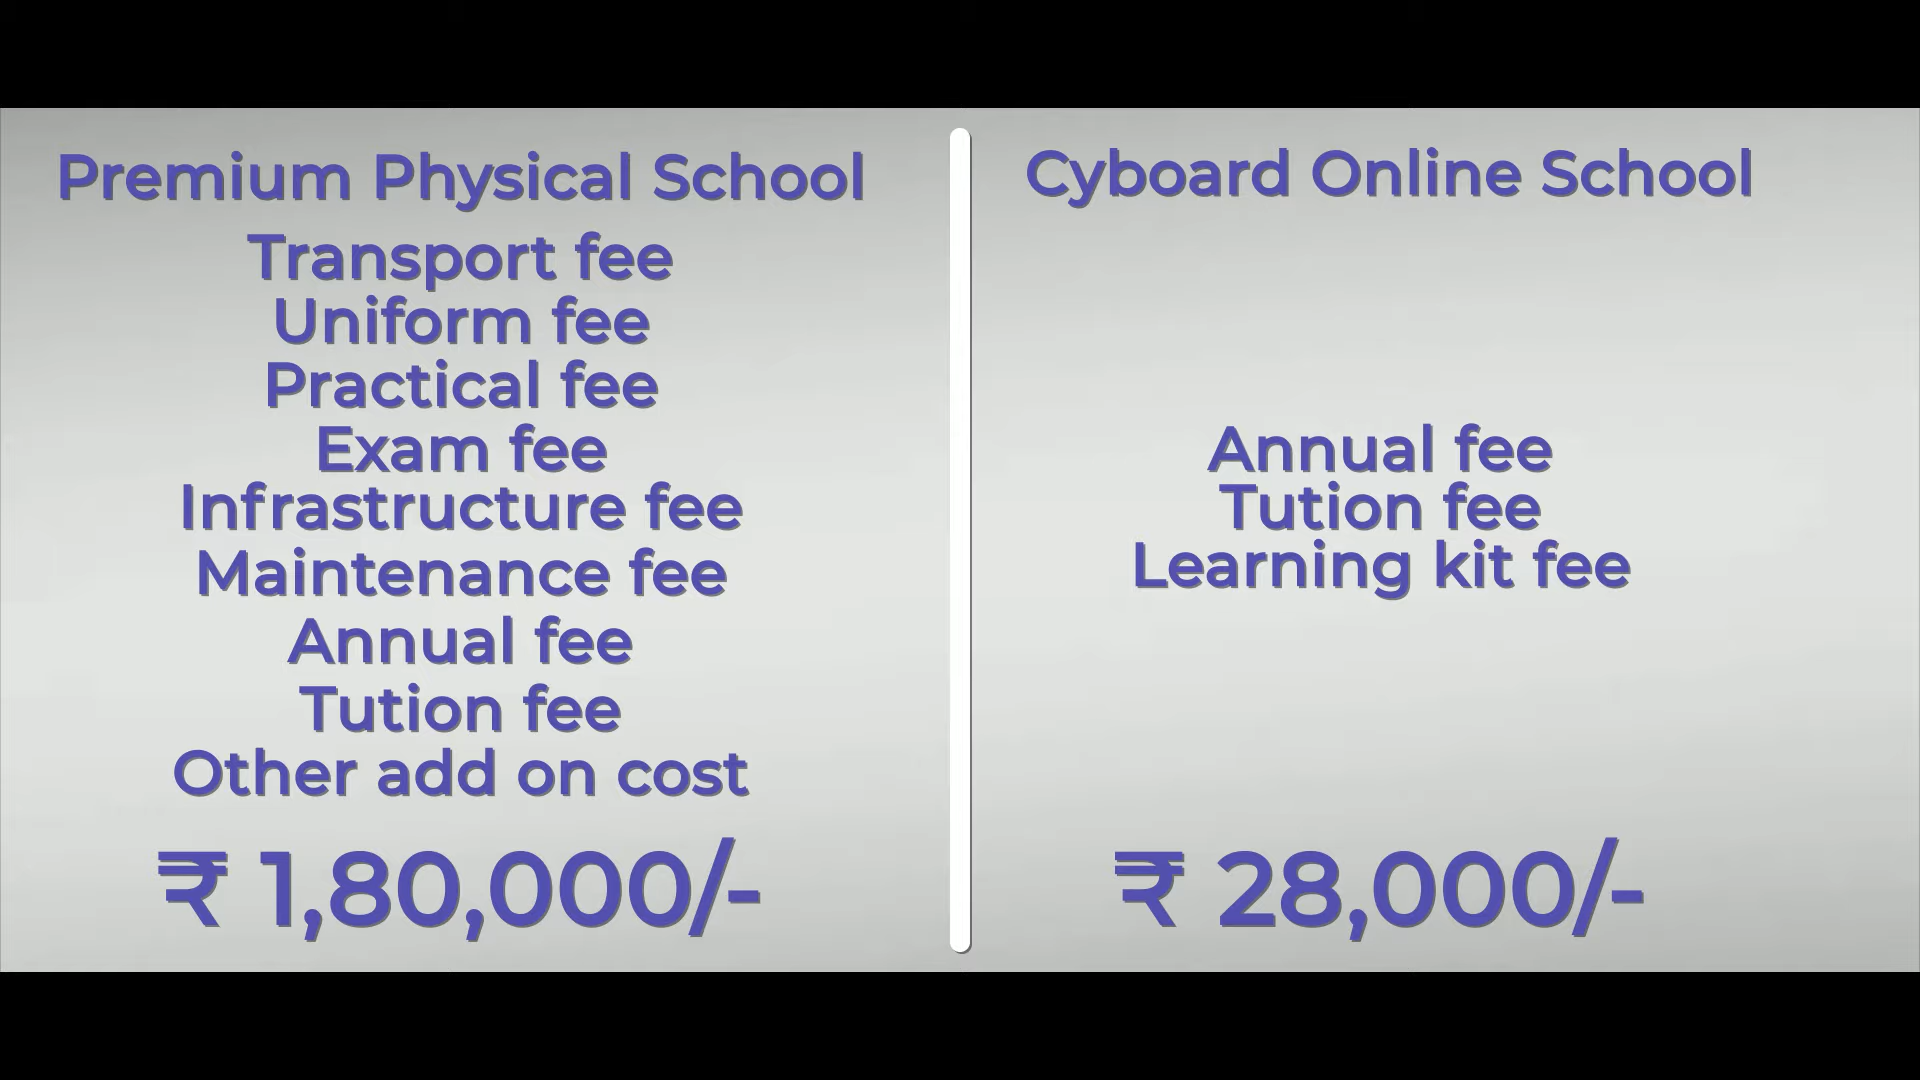 Premium Physical School
Transport fee
Uniform fee
Practical fee
Exam fee
Infrastructure fee
Maintenance fee
Annual fee
Tution fee
Other add on cost
₹ 1,80,000/-
Cyboard Online School
Annual fee
Tution fee
Learning kit fee
₹ 28,000/-